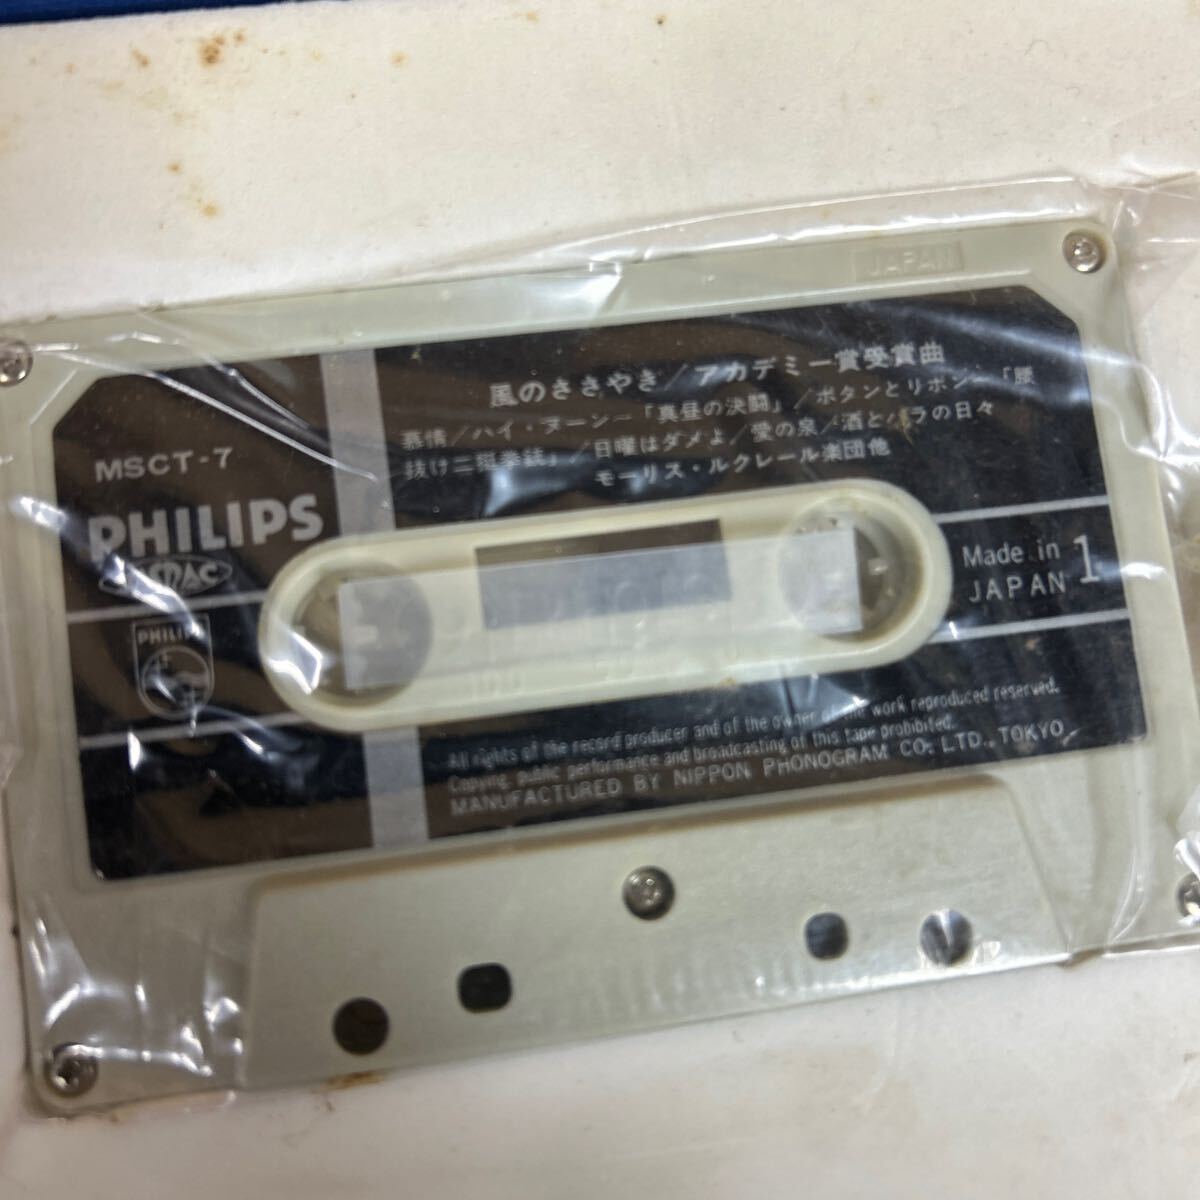 JAPAN
風のささやき/アカデミー賞受賞曲
慕情/ハイ・ヌーン～「真昼の決闘」/ボタンとリボン～「腰
抜け二挺拳銃」/日曜はダメよ/愛の泉/酒とバラの日々
モーリス・ルクレール楽団他
MSCT-7
PHILIPS
PHILIPS
Made in
JAPAN 1
All rights of the record producer and of the owner of the work reproduced reserved.
Copying, public performance and broadcasting of this tape prohibited.
MANUFACTURED BY NIPPON PHONOGRAM CO., LTD., TOKYO